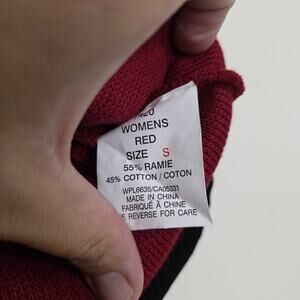 WOMENS
RED
SIZE S
55% RAMIE
45% COTTON / COTON
WPL6635/CA05331
MADE IN CHINA
FABRIQUÉ À CHINE
REVERSE FOR CARE